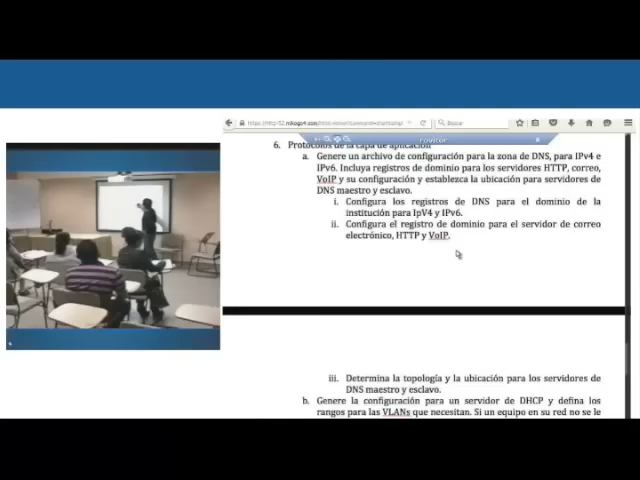 Buscar
6. Protocolos de la capa de aplicación
a. Genere un archivo de configuración para la zona de DNS, para IPv4 e
IPv6. Incluya registros de dominio para los servidores HTTP, correo,
VoIP y su configuración y establezca la ubicación para servidores de
DNS maestro y esclavo.
i. Configura los registros de DNS para el dominio de la
institución para IpV4 y IPv6.
ii. Configura el registro de dominio para el servidor de correo
electrónico, HTTP y VoIP.
iii. Determina la topología y la ubicación para los servidores de
DNS maestro y esclavo.
b. Genere la configuración para un servidor de DHCP y defina los
rangos para las VLANs que necesitan. Si un equipo en su red no se le